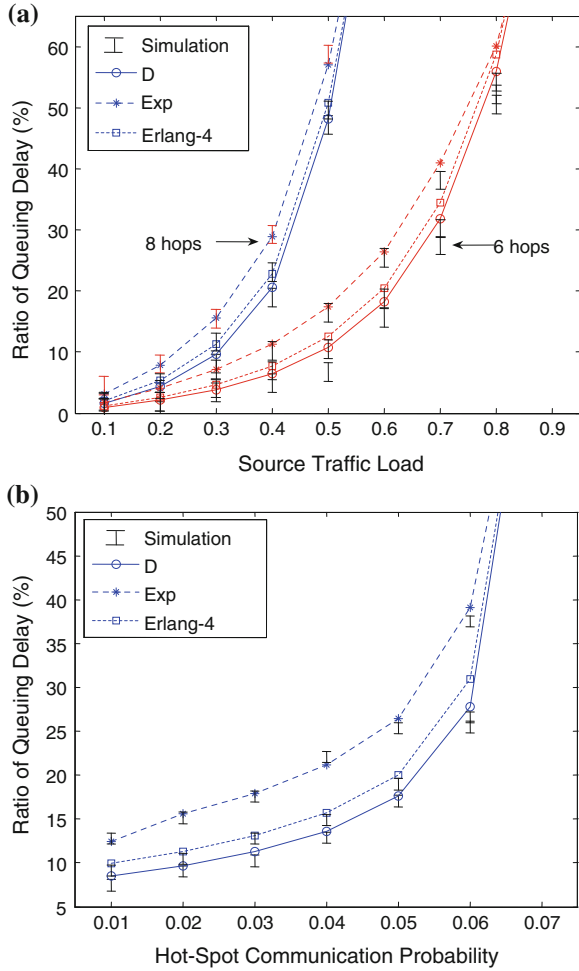 (a)
60
50
40
30
20
10
0
Ratio of Queuing Delay (%)
Simulation
D
Exp
Erlang-4
8 hops
6 hops
0.1 0.2 0.3 0.4 0.5 0.6 0.7 0.8 0.9
Source Traffic Load
(b)
50
45
40
35
30
25
20
15
10
5
Ratio of Queuing Delay (%)
Simulation
D
Exp
Erlang-4
0.01 0.02 0.03 0.04 0.05 0.06 0.07
Hot-Spot Communication Probability